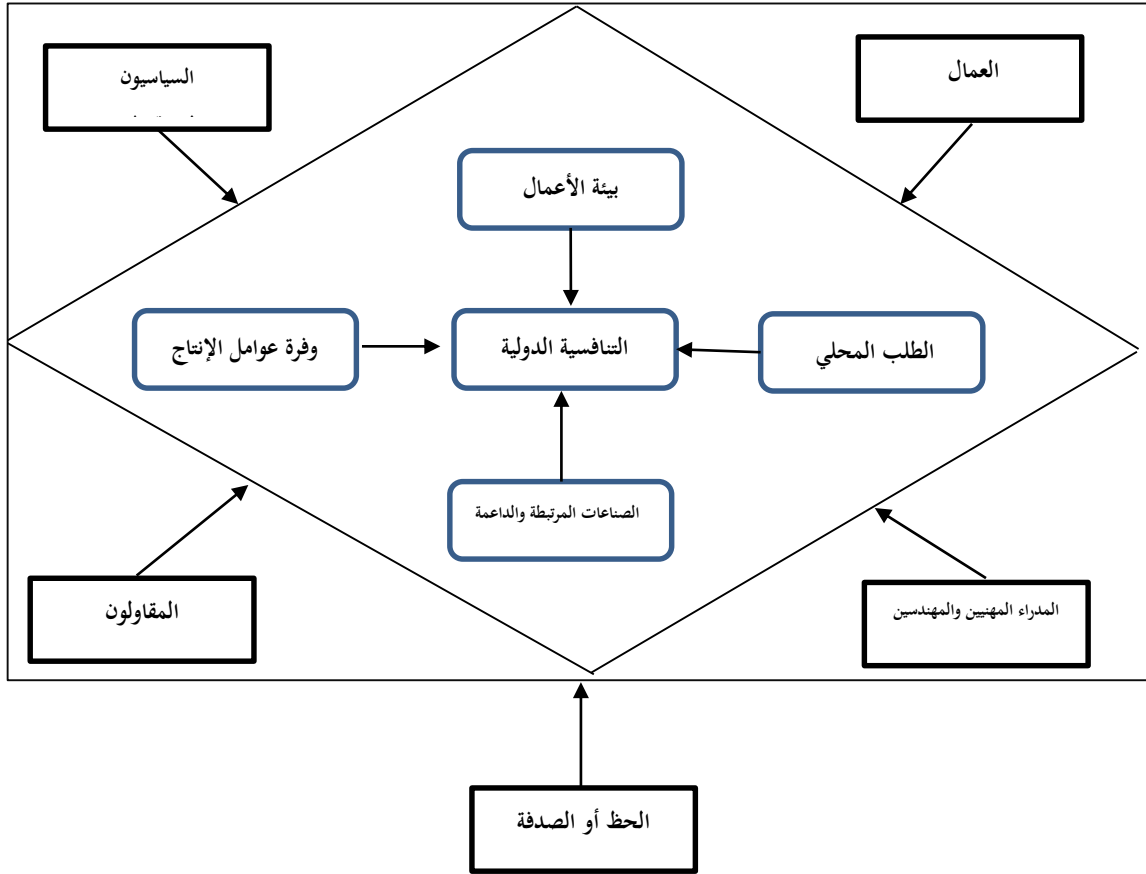 العمال
السياسيون
بيئة الأعمال
الطلب المحلي
التنافسية الدولية
وفرة عوامل الإنتاج
الصناعات المرتبطة والداعمة
المدراء المهنيين والمهندسين
المقاولون
الحظ أو الصدفة